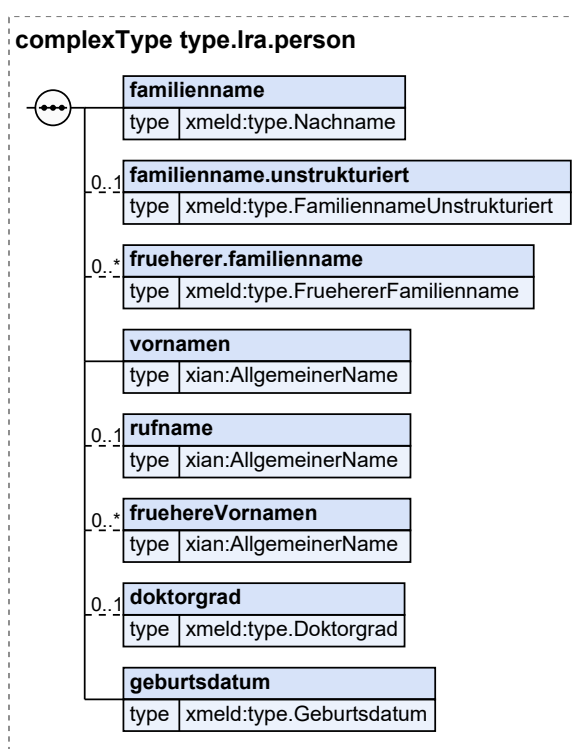 complexType type.lra.person
familienname
type xmeld:type.Nachname
0..1 familienname.unstrukturiert
type xmeld:type.FamiliennameUnstrukturiert
0..* frueherer.familienname
type xmeld:type.FruehererFamilienname
vornamen
type xian:AllgemeinerName
0..1 rufname
type xian:AllgemeinerName
0..* fruehereVornamen
type xian:AllgemeinerName
0..1 doktorgrad
type xmeld:type.Doktorgrad
geburtsdatum
type xmeld:type.Geburtsdatum